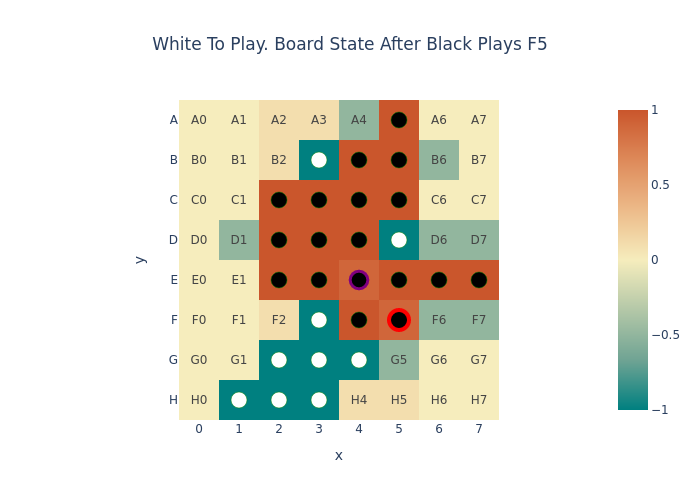 White To Play. Board State After Black Plays F5
A A0 A1 A2 A3 A4 A6 A7
B B0 B1 B2 B6 B7
C C0 C1 C6 C7
D D0 D1 D6 D7
E E0 E1
F F0 F1 F2 F6 F7
G G0 G1 G5 G6 G7
H H0 H4 H5 H6 H7
0 1 2 3 4 5 6 7
x
y
1
0.5
0
−0.5
−1